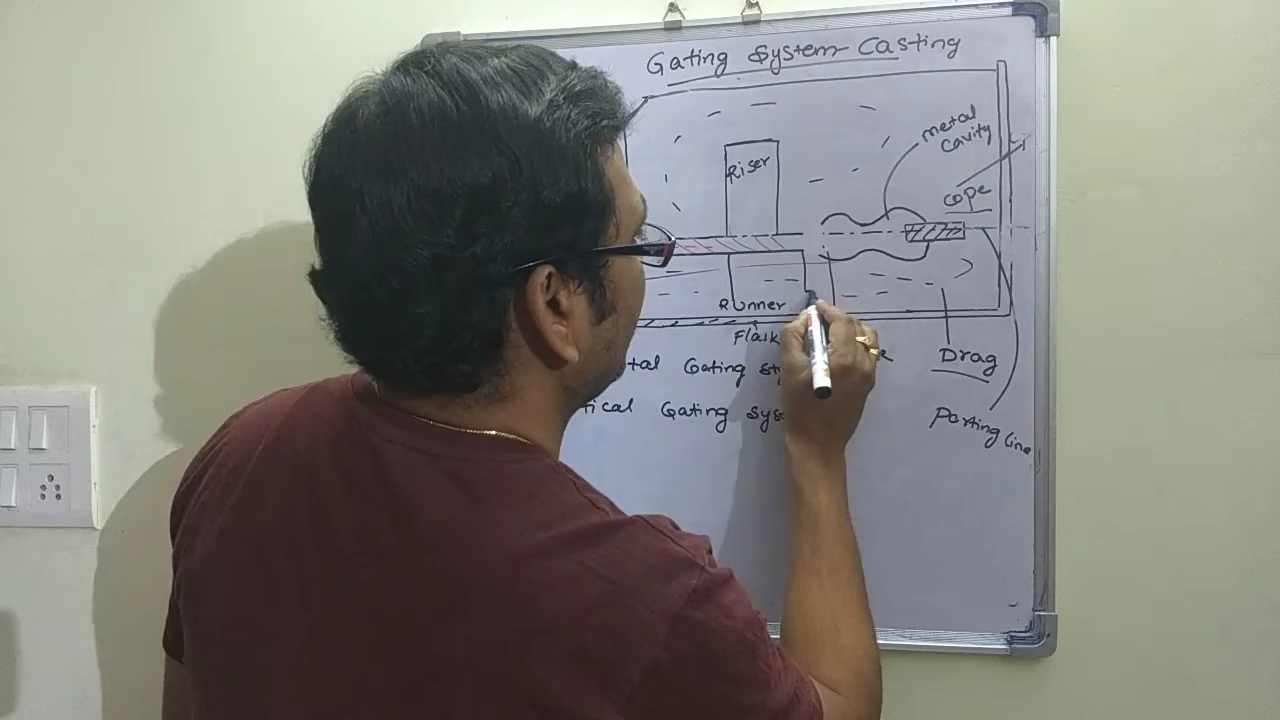 Gating System Casting
metal
cavity
Riser
cope
Runner
Flask
Gating
Drag
Gating
Parting line